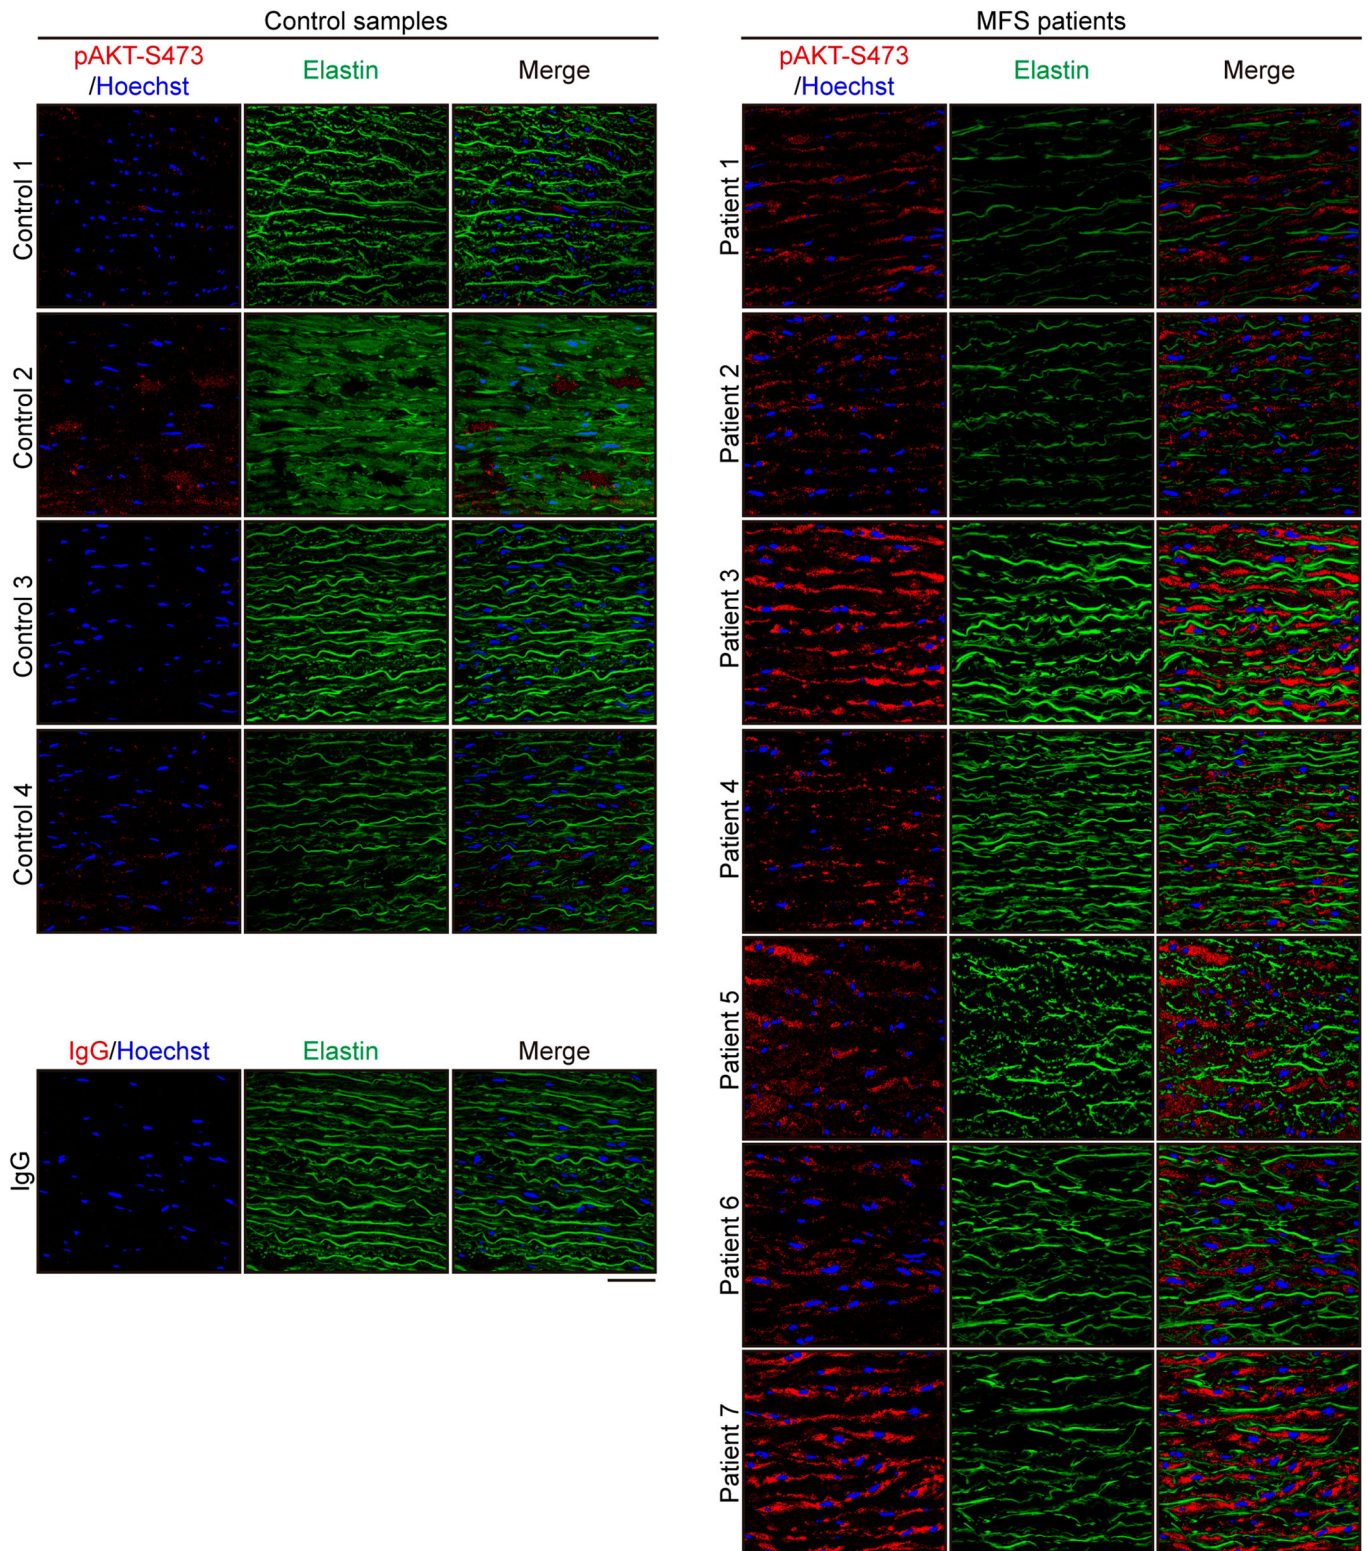 Control samples
pAKT-S473
/Hoechst
Elastin
Merge
Control 1
Control 2
Control 3
Control 4
IgG/Hoechst
Elastin
Merge
IgG
MFS patients
pAKT-S473
/Hoechst
Elastin
Merge
Patient 1
Patient 2
Patient 3
Patient 4
Patient 5
Patient 6
Patient 7